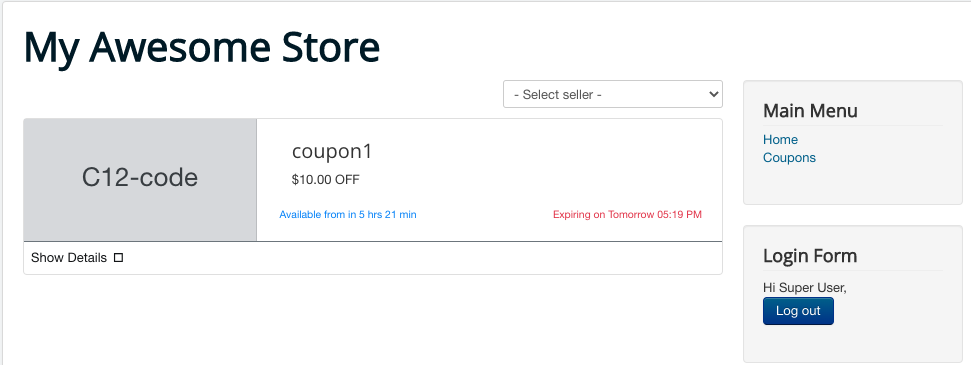 My Awesome Store
- Select seller -
C12-code
coupon1
$10.00 OFF
Available from in 5 hrs 21 min
Expiring on Tomorrow 05:19 PM
Show Details
Main Menu
Home
Coupons
Login Form
Hi Super User,
Log out